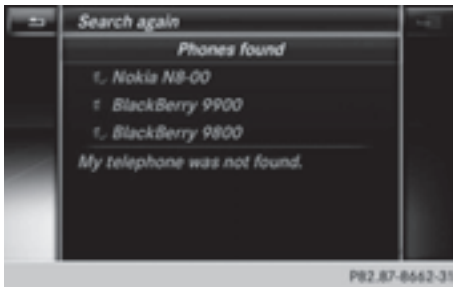 Search again
Phones found
Nokia N8-00
BlackBerry 9900
BlackBerry 9800
My telephone was not found.
P82.87-8662-31